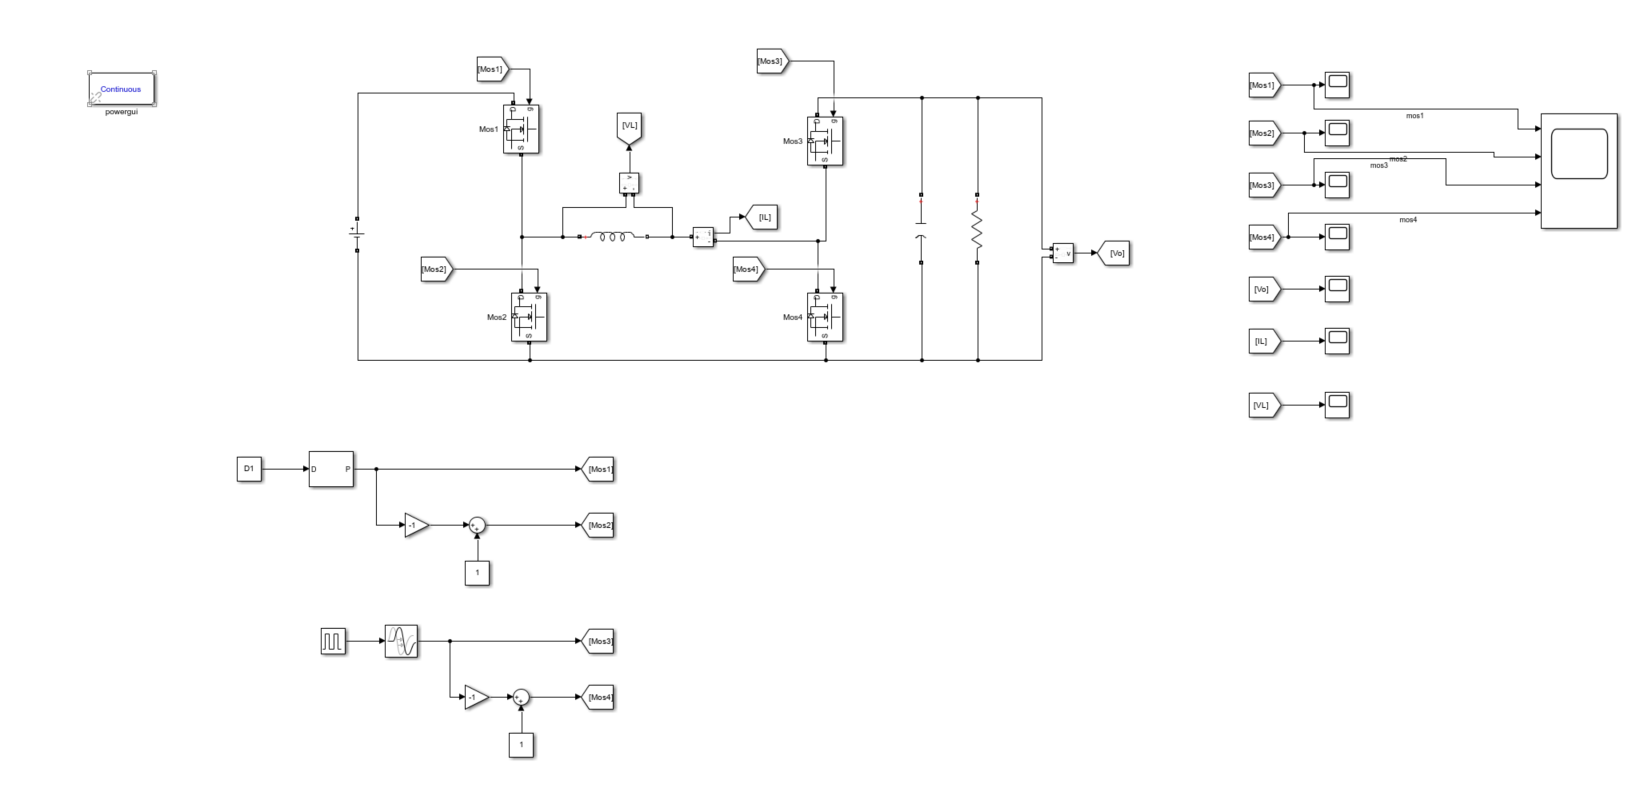 Continuous
powergui
[Mos1]
Mos1
D
g
S
[VL]
v
+ -
[Mos3]
Mos3
D
g
S
+
[IL]
i
+
-
[Mos2]
Mos2
D
g
S
[Mos4]
Mos4
D
g
S
+
+
+
-
v
[Vo]
[Mos1]
mos1
[Mos2]
mos2
mos3
[Mos3]
mos4
[Mos4]
[Vo]
[IL]
[VL]
D1
D
P
[Mos1]
-1
+
+
[Mos2]
1
[Mos3]
-1
+
+
[Mos4]
1